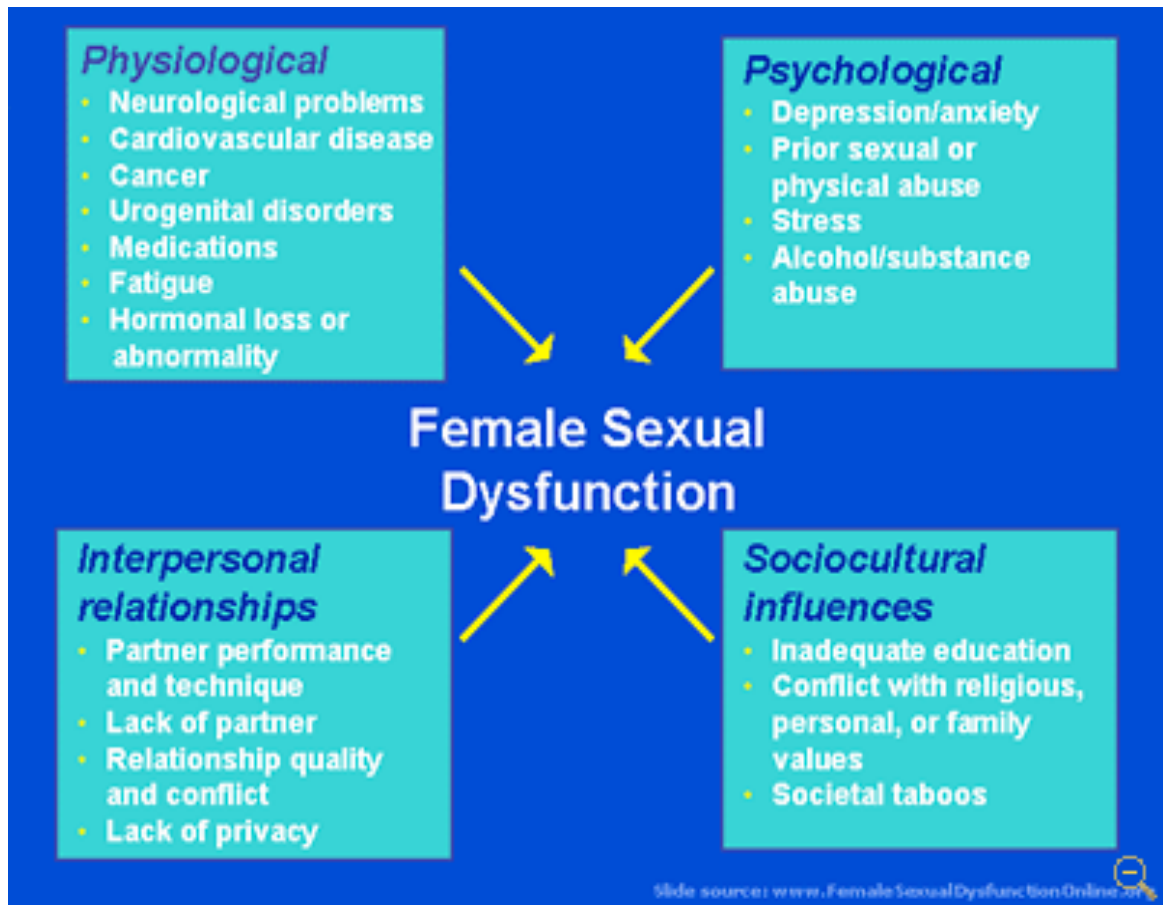 Physiological
• Neurological problems
• Cardiovascular disease
• Cancer
• Urogenital disorders
• Medications
• Fatigue
• Hormonal loss or
abnormality
Psychological
• Depression/anxiety
• Prior sexual or
physical abuse
• Stress
• Alcohol/substance
abuse
Female Sexual
Dysfunction
Interpersonal
relationships
• Partner performance
and technique
• Lack of partner
• Relationship quality
and conflict
• Lack of privacy
Sociocultural
influences
• Inadequate education
• Conflict with religious,
personal, or family
values
• Societal taboos
Slide source: www.FemaleSexualDysfunctionOnline.org